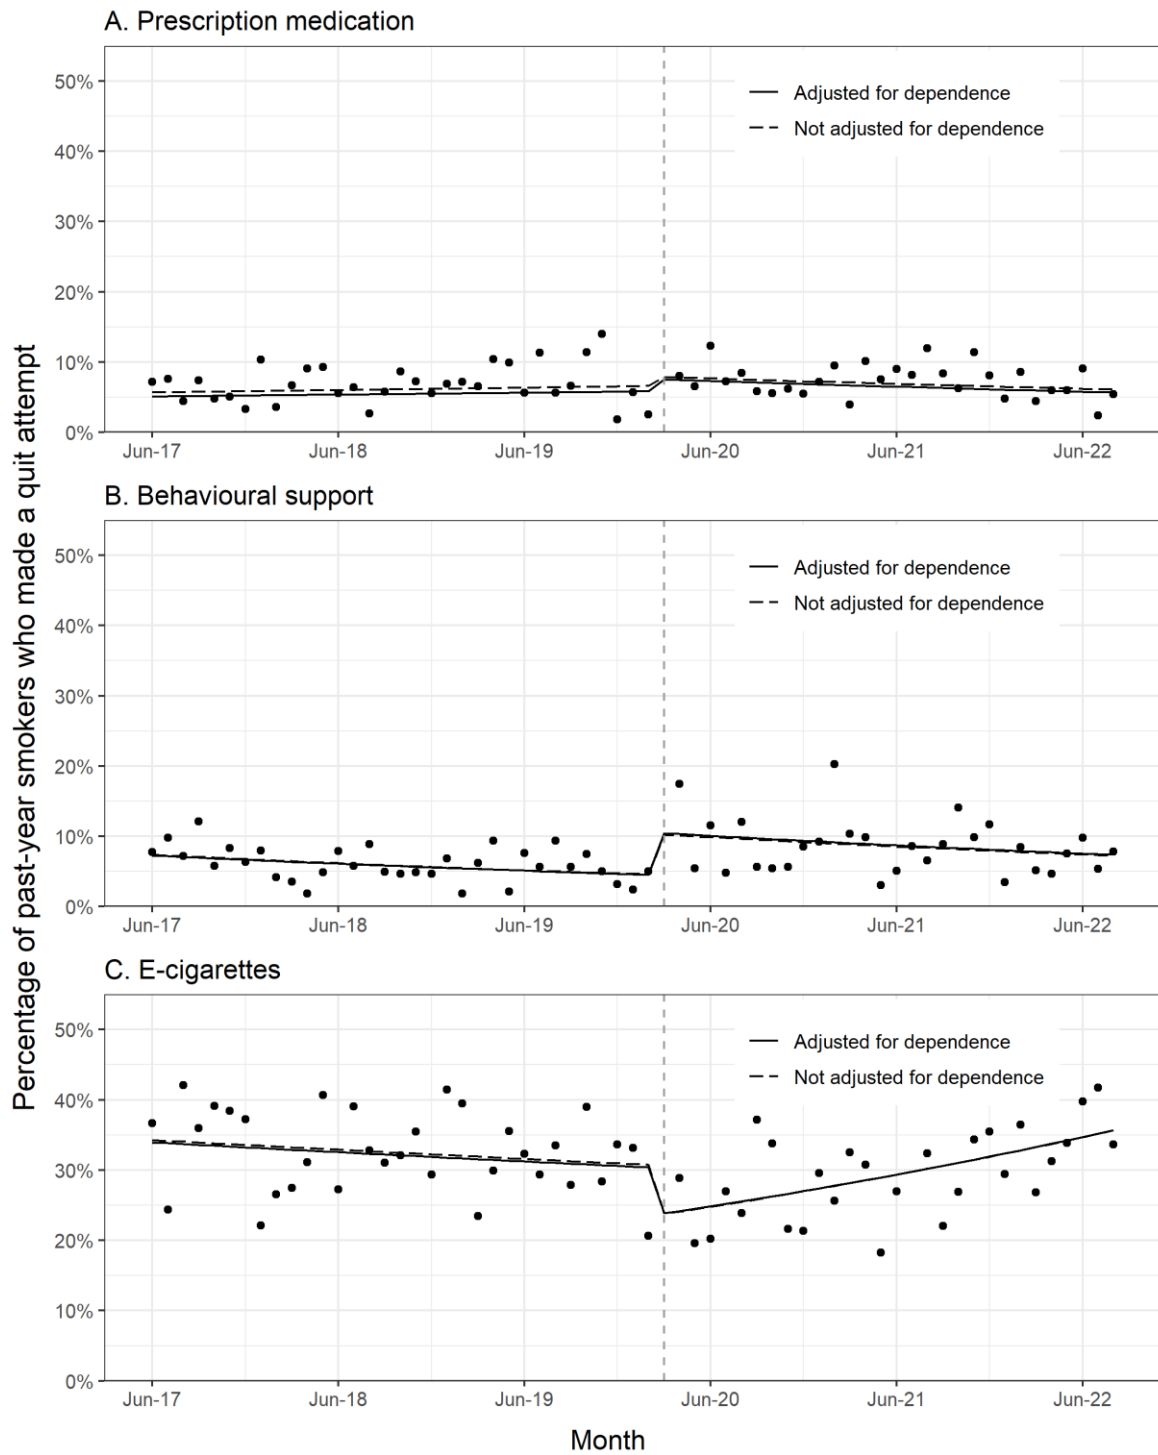 A. Prescription medication
50%
40%
30%
20%
10%
0%
Adjusted for dependence
Not adjusted for dependence
Jun-17 Jun-18 Jun-19 Jun-20 Jun-21 Jun-22
B. Behavioural support
50%
40%
30%
20%
10%
0%
Adjusted for dependence
Not adjusted for dependence
Jun-17 Jun-18 Jun-19 Jun-20 Jun-21 Jun-22
C. E-cigarettes
50%
40%
30%
20%
10%
0%
Adjusted for dependence
Not adjusted for dependence
Jun-17 Jun-18 Jun-19 Jun-20 Jun-21 Jun-22
Percentage of past-year smokers who made a quit attempt
Month